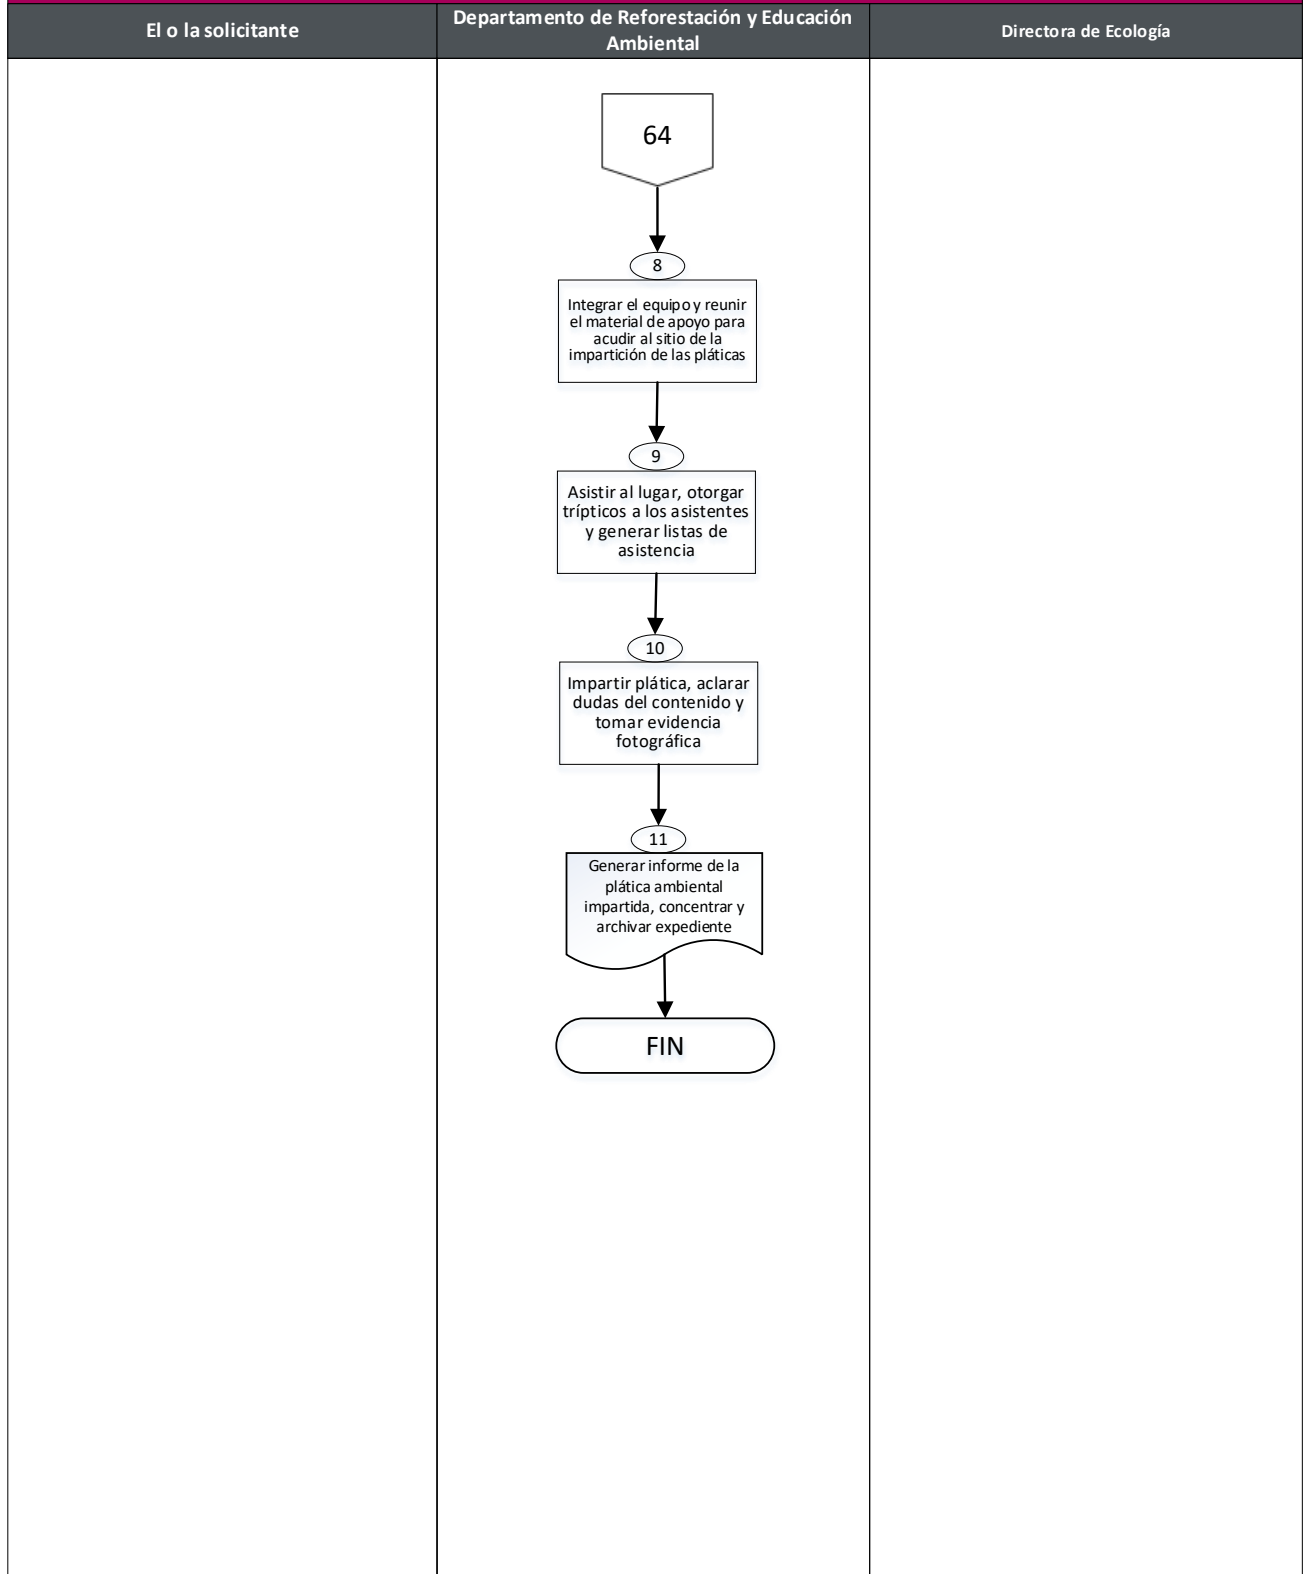 El o la solicitante
Departamento de Reforestación y Educación
Ambiental
Directora de Ecología
64
8
Integrar el equipo y reunir
el material de apoyo para
acudir al sitio de la
impartición de las pláticas
9
Asistir al lugar, otorgar
trípticos a los asistentes
y generar listas de
asistencia
10
Impartir plática, aclarar
dudas del contenido y
tomar evidencia
fotográfica
11
Generar informe de la
plática ambiental
impartida, concentrar y
archivar expediente
FIN